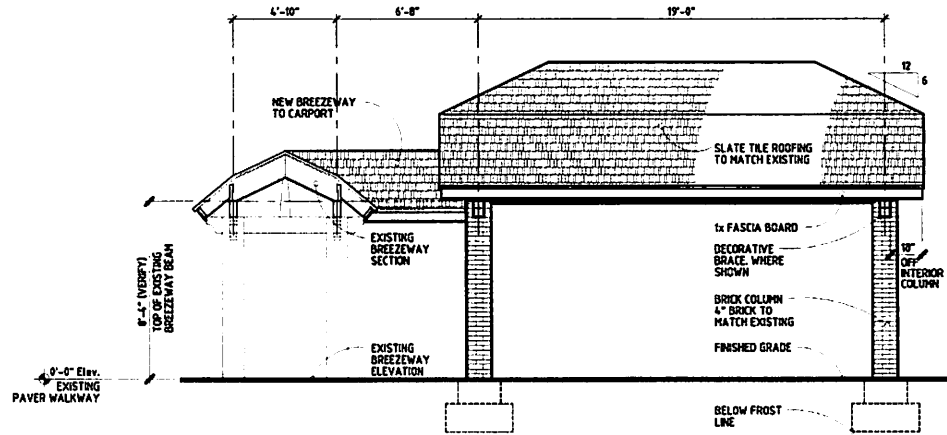 4'-10"
6'-8"
19'-0"
12
6
NEW BREEZEWAY
TO CARPORT
SLATE TILE ROOFING
TO MATCH EXISTING
1x FASCIA BOARD
DECORATIVE
BRACE, WHERE
SHOWN
18"
OFF
INTERIOR
COLUMN
EXISTING
BREEZEWAY
SECTION
8'-4" (VERIFY)
TOP OF EXISTING
BREEZEWAY BEAM
BRICK COLUMN
4" BRICK TO
MATCH EXISTING
EXISTING
BREEZEWAY
ELEVATION
FINISHED GRADE
0'-0" Elev.
EXISTING
PAVER WALKWAY
BELOW FROST
LINE